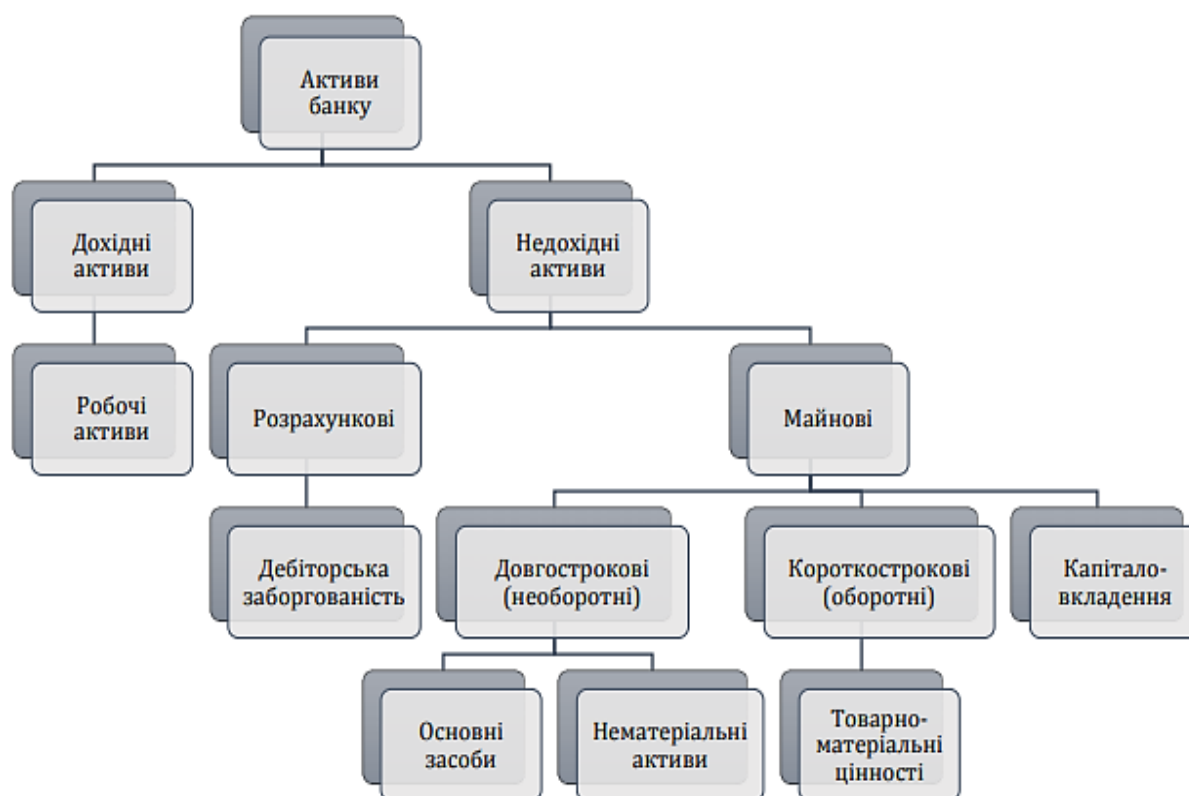 Активи
банку
Дохідні
активи
Недохідні
активи
Робочі
активи
Розрахункові
Майнові
Дебіторська
заборгованість
Довгострокові
(необоротні)
Короткострокові
(оборотні)
Капітало-
вкладення
Основні
засоби
Нематеріальні
активи
Товарно-
матеріальні
цінності